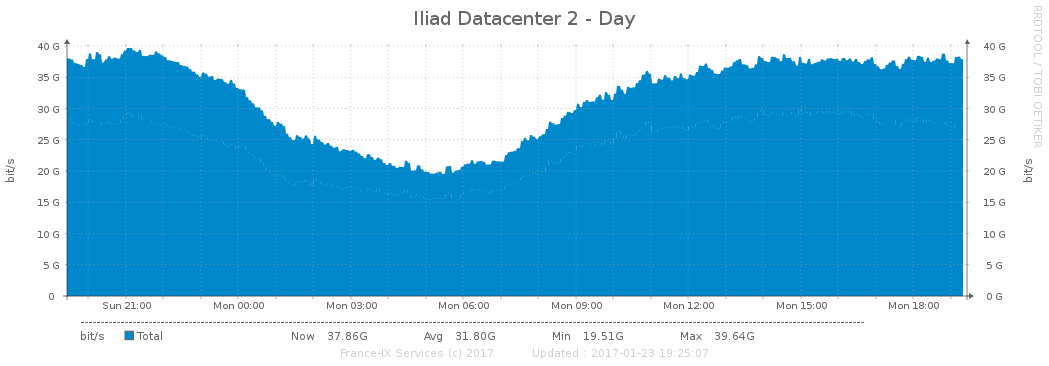 Iliad Datacenter 2 - Day
RRDTOOL / TOBI OETIKER
bit/s
bit/s
40 G 40 G
35 G 35 G
30 G 30 G
25 G 25 G
20 G 20 G
15 G 15 G
10 G 10 G
5 G 5 G
0 0 G
Sun 21:00 Mon 00:00 Mon 03:00 Mon 06:00 Mon 09:00 Mon 12:00 Mon 15:00 Mon 18:00
bit/s Total Now 37.86G Avg 31.80G Min 19.51G Max 39.64G
France-IX Services (c) 2017 Updated : 2017-01-23 19:25:07